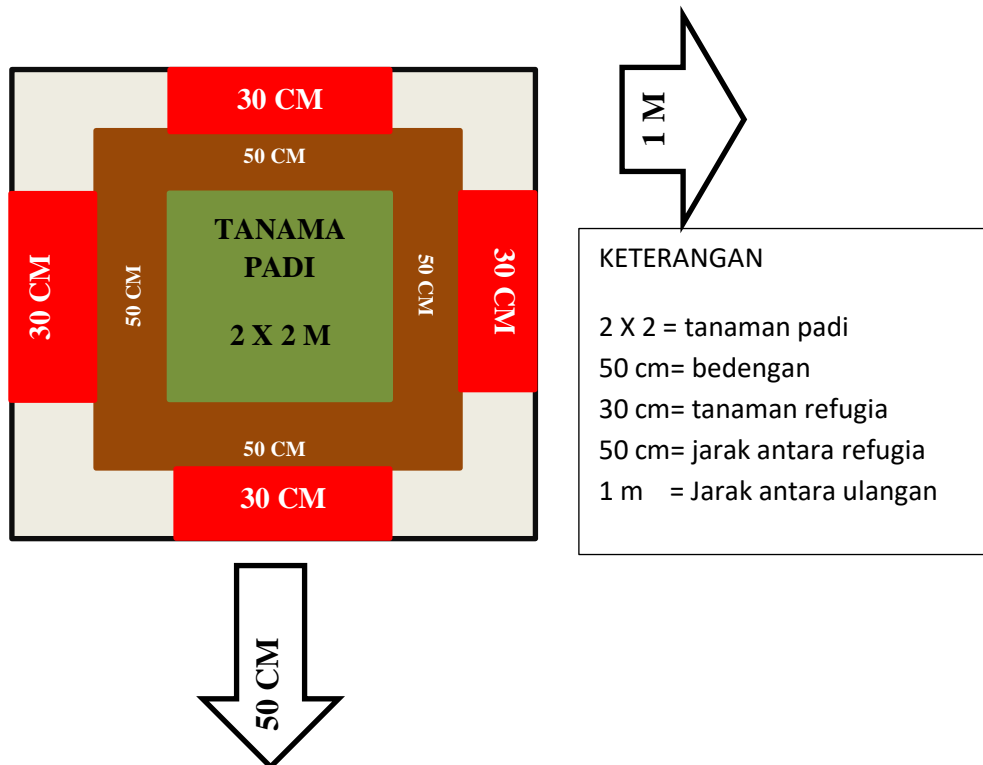 30 CM
1 M
50 CM
TANAMA
PADI
2 X 2 M
30 CM
50 CM
50 CM
30 CM
50 CM
30 CM
50 CM
KETERANGAN
2 X 2 = tanaman padi
50 cm= bedengan
30 cm= tanaman refugia
50 cm= jarak antara refugia
1 m = Jarak antara ulangan